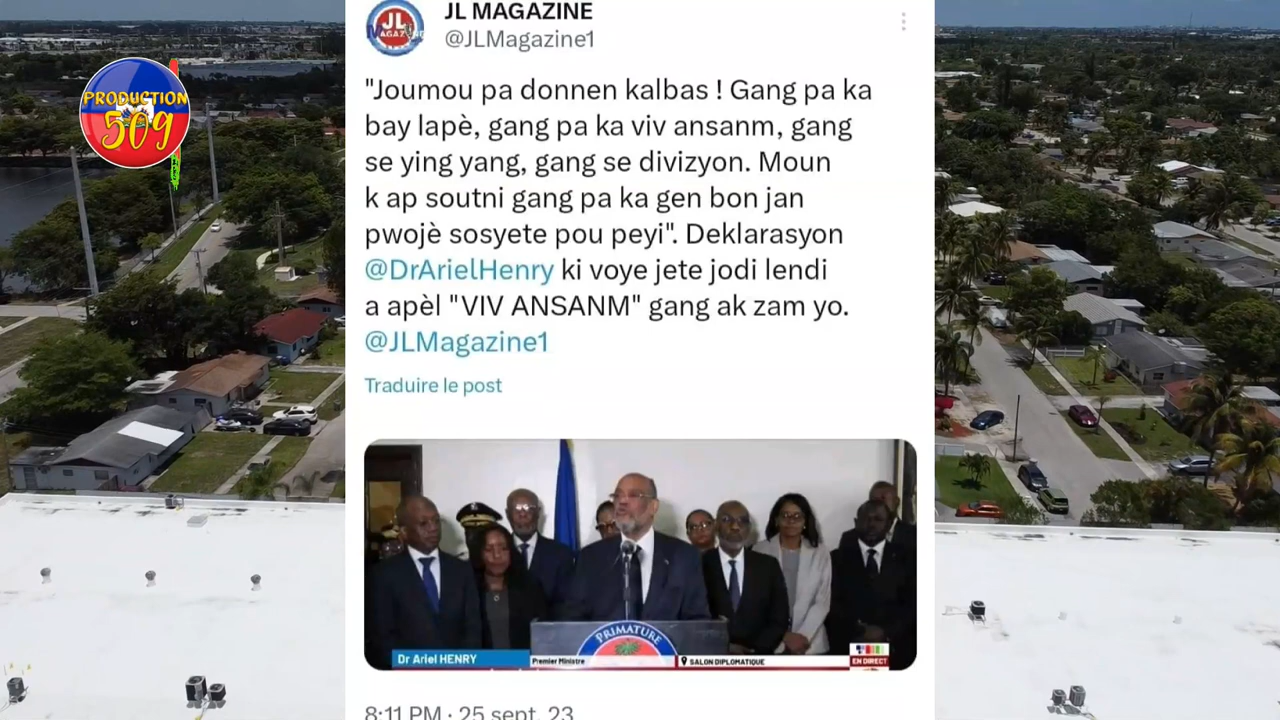 JL MAGAZINE
@JLMagazine1
JL
MAGAZINE
PRODUCTION
509
"Joumou pa donnen kalbas ! Gang pa ka
bay lapè, gang pa ka viv ansanm, gang
se ying yang, gang se divizyon. Moun
k ap soutni gang pa ka gen bon jan
pwojè sosyete pou peyi". Deklarasyon
@DrArielHenry ki voye jete jodi lendi
a apèl "VIV ANSANM" gang ak zam yo.
@JLMagazine1
Traduire le post
PRIMATURE
Dr Ariel HENRY
Premier Ministre
SALON DIPLOMATIQUE
EN DIRECT
8:11 PM · 25 sept. 23